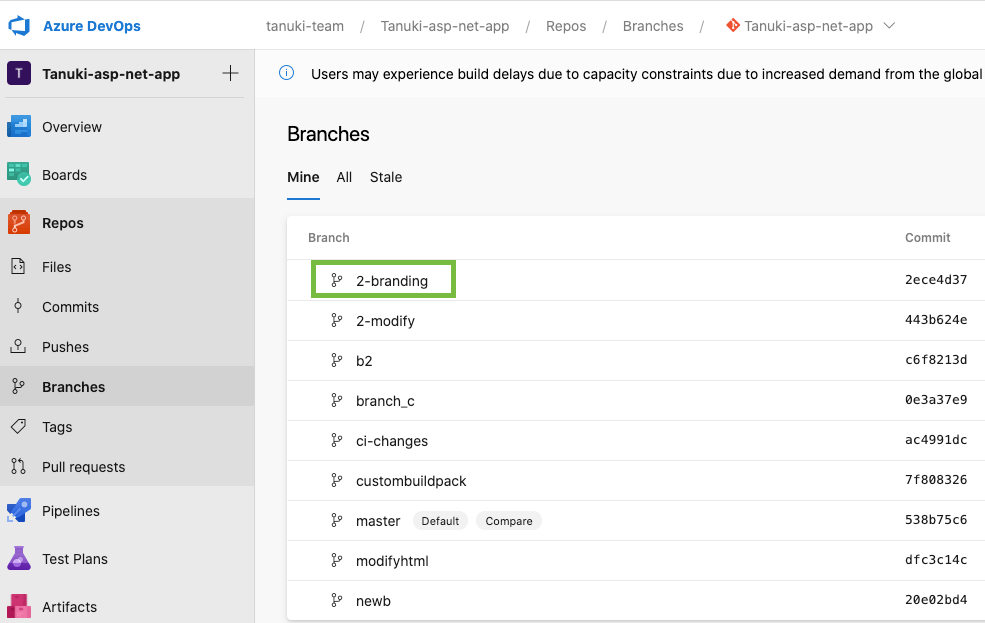 Azure DevOps
tanuki-team / Tanuki-asp-net-app / Repos / Branches / Tanuki-asp-net-app
T Tanuki-asp-net-app
Users may experience build delays due to capacity constraints due to increased demand from the global
Overview
Boards
Repos
Files
Commits
Pushes
Branches
Tags
Pull requests
Pipelines
Test Plans
Artifacts
Branches
Mine All Stale
Branch Commit
2-branding 2ece4d37
2-modify 443b624e
b2 c6f8213d
branch_c 0e3a37e9
ci-changes ac4991dc
custombuildpack 7f808326
master Default Compare 538b75c6
modifyhtml dfc3c14c
newb 20e02bd4